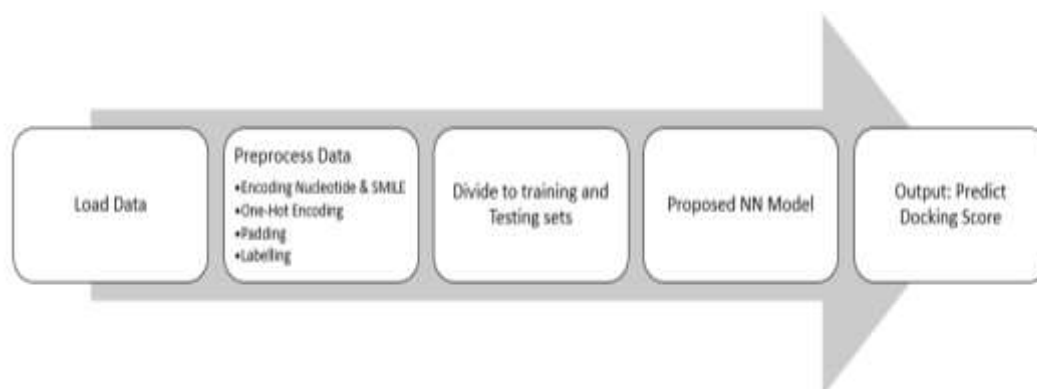 Load Data
Preprocess Data
•Encoding Nucleotide & SMILE
•One-Hot Encoding
•Padding
•Labelling
Divide to training and
Testing sets
Proposed NN Model
Output: Predict
Docking Score